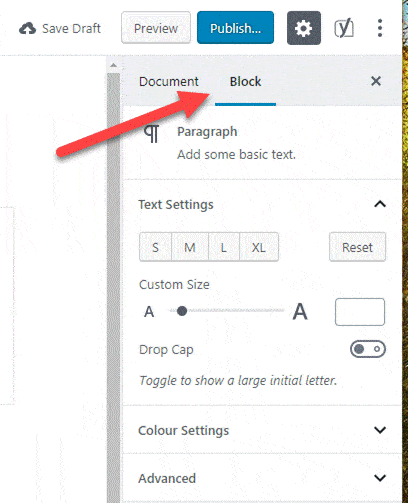 Save Draft Preview Publish...
Document Block
Paragraph
Add some basic text.
Text Settings
S M L XL Reset
Custom Size
A A
Drop Cap
Toggle to show a large initial letter.
Colour Settings
Advanced